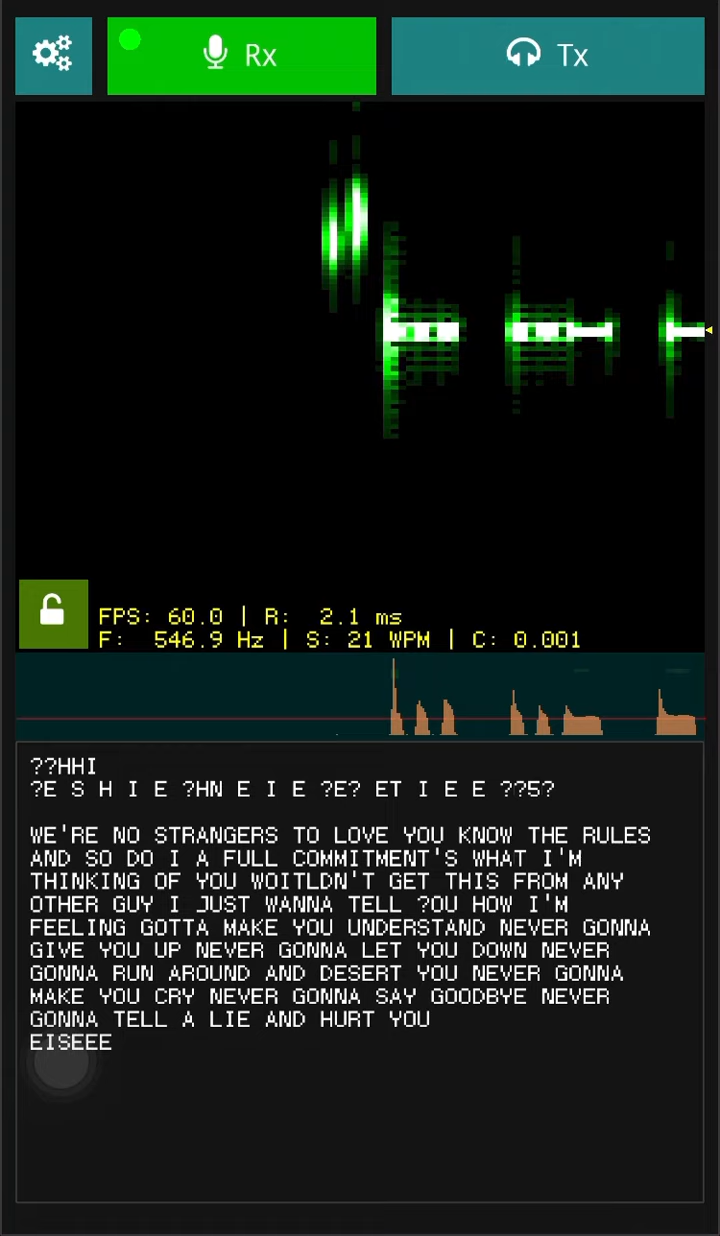 Rx
Tx
FPS: 60.0 | R:  2.1 ms
F:  546.9 Hz | S: 21 WPM | C: 0.001
??HHI
?E S H I E ?HN E I E ?E? ET I E E ??5?
WE'RE NO STRANGERS TO LOVE YOU KNOW THE RULES
AND SO DO I A FULL COMMITMENT'S WHAT I'M
THINKING OF YOU WOITLDN'T GET THIS FROM ANY
OTHER GUY I JUST WANNA TELL ?OU HOW I'M
FEELING GOTTA MAKE YOU UNDERSTAND NEVER GONNA
GIVE YOU UP NEVER GONNA LET YOU DOWN NEVER
GONNA RUN AROUND AND DESERT YOU NEVER GONNA
MAKE YOU CRY NEVER GONNA SAY GOODBYE NEVER
GONNA TELL A LIE AND HURT YOU
EISEEE